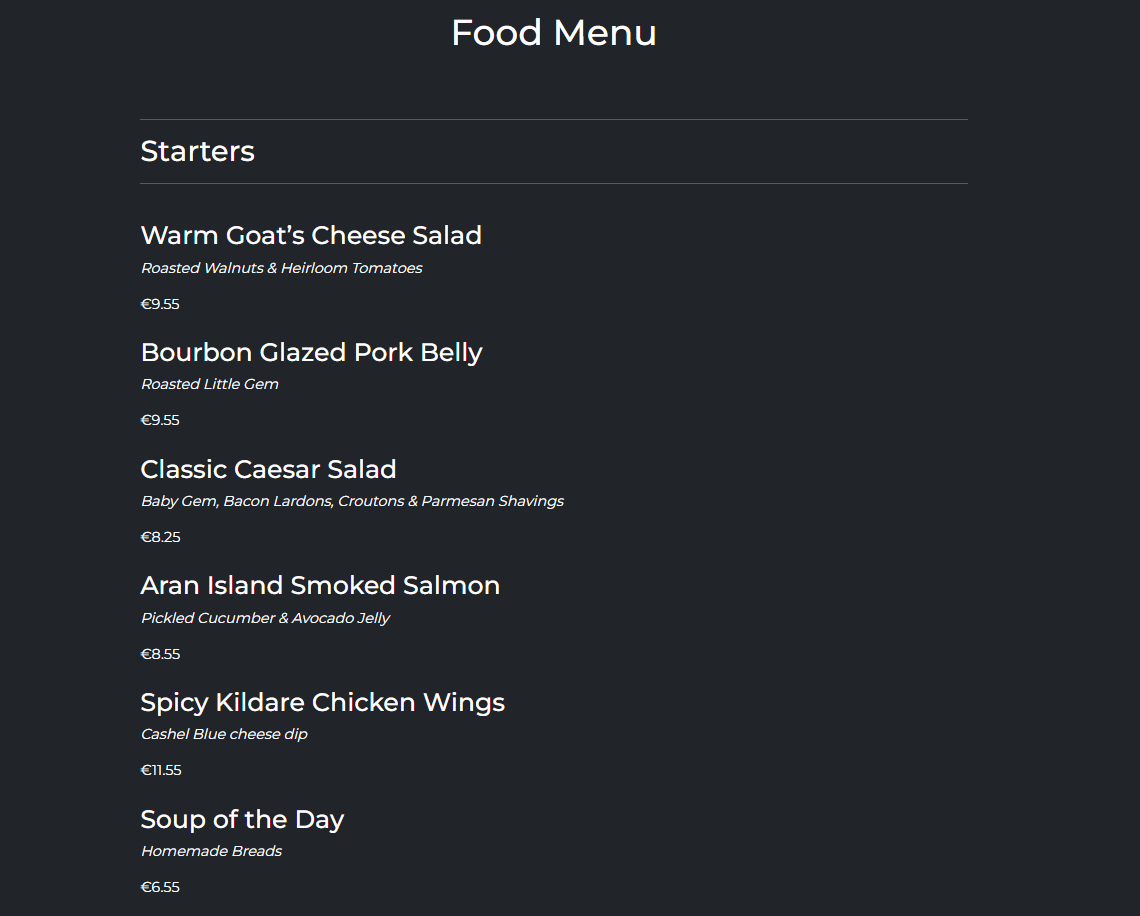 Food Menu
Starters
Warm Goat’s Cheese Salad
Roasted Walnuts & Heirloom Tomatoes
€9.55
Bourbon Glazed Pork Belly
Roasted Little Gem
€9.55
Classic Caesar Salad
Baby Gem, Bacon Lardons, Croutons & Parmesan Shavings
€8.25
Aran Island Smoked Salmon
Pickled Cucumber & Avocado Jelly
€8.55
Spicy Kildare Chicken Wings
Cashel Blue cheese dip
€11.55
Soup of the Day
Homemade Breads
€6.55